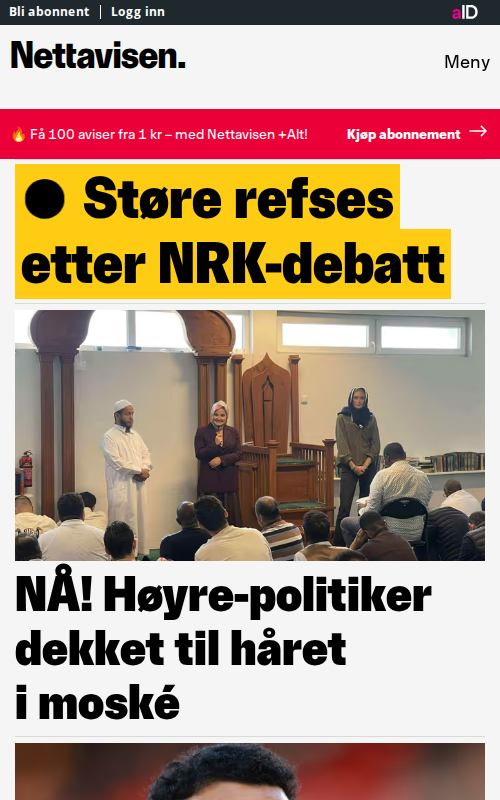 Bli abonnent | Logg inn
aID
Nettavisen.
Meny
🔥 Få 100 aviser fra 1 kr – med Nettavisen +Alt!
Kjøp abonnement →
● Støre refses
etter NRK-debatt
NÅ! Høyre-politiker
dekket til håret
i moské